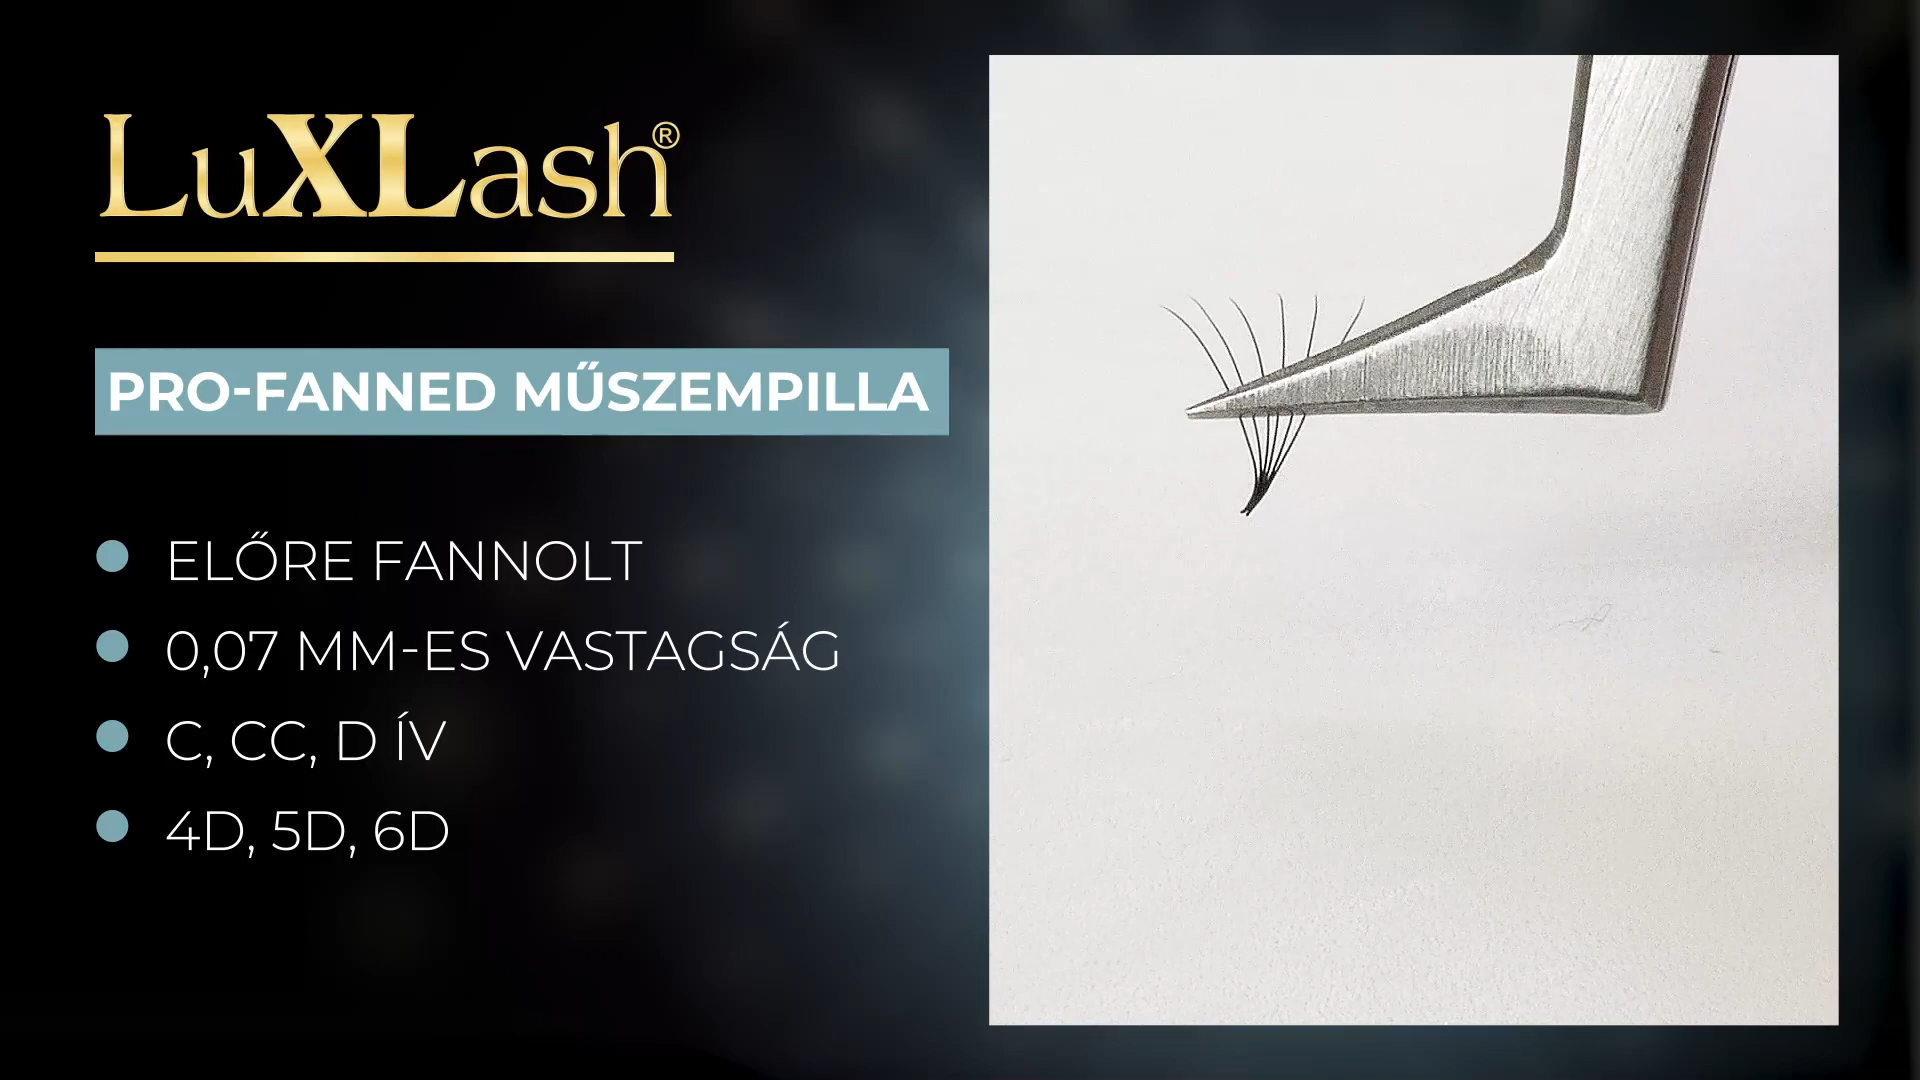 LuXLash®
PRO-FANNED MŰSZEMPILLA
ELŐRE FANNOLT
0,07 MM-ES VASTAGSÁG
C, CC, D ÍV
4D, 5D, 6D